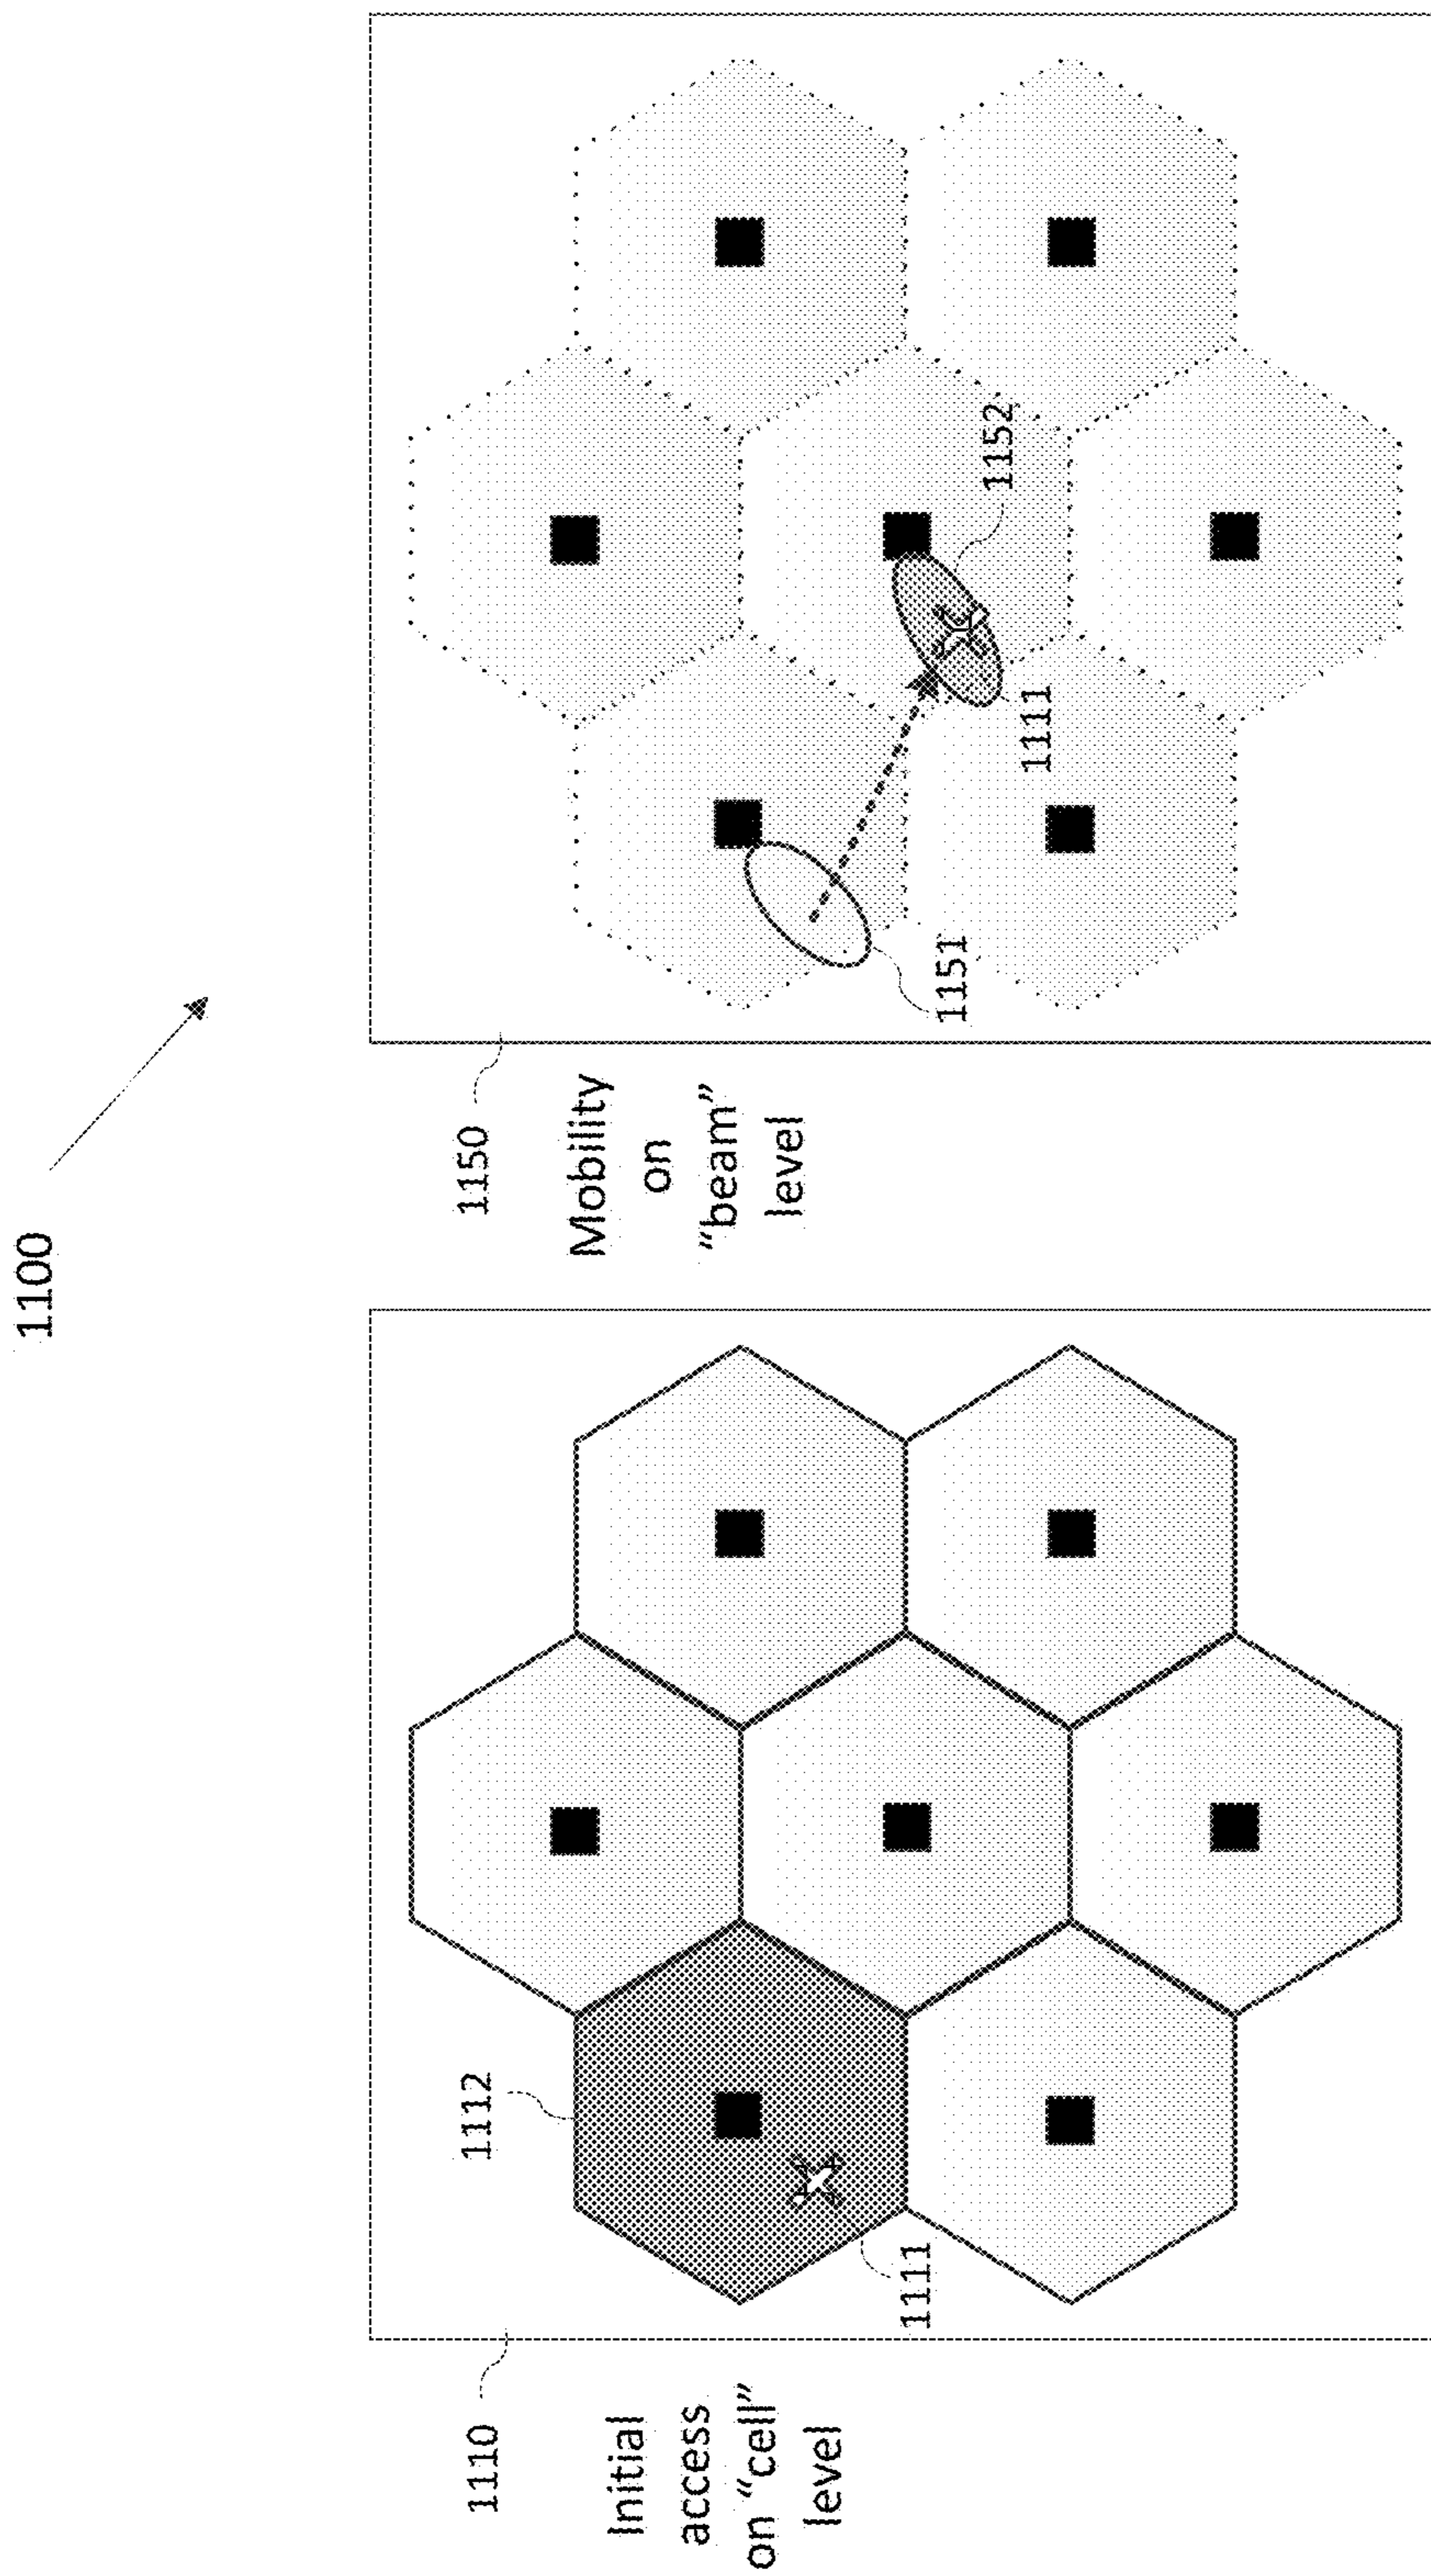 1100
1110
Initial
access
on “cell”
level
1112
1111
1150
Mobility
on
“beam”
level
1151
1111
1152